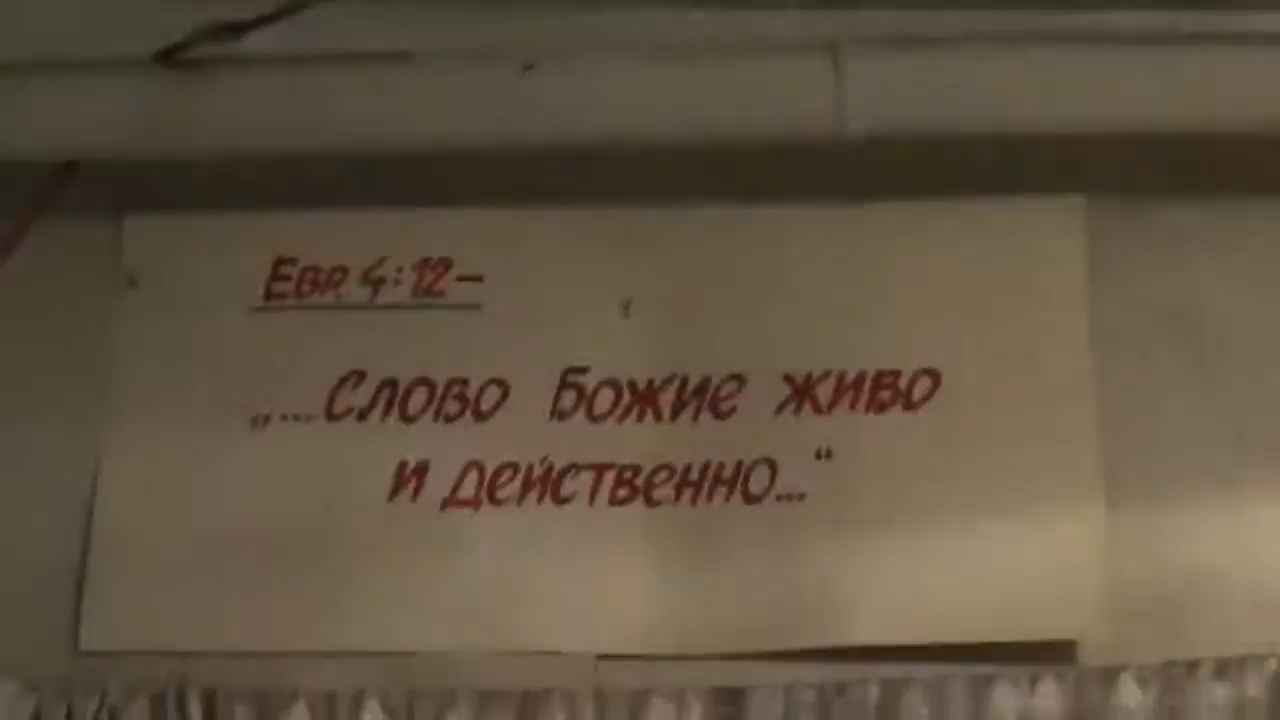 Евр. 4:12–
„...Слово Божие живо
и действенно...“